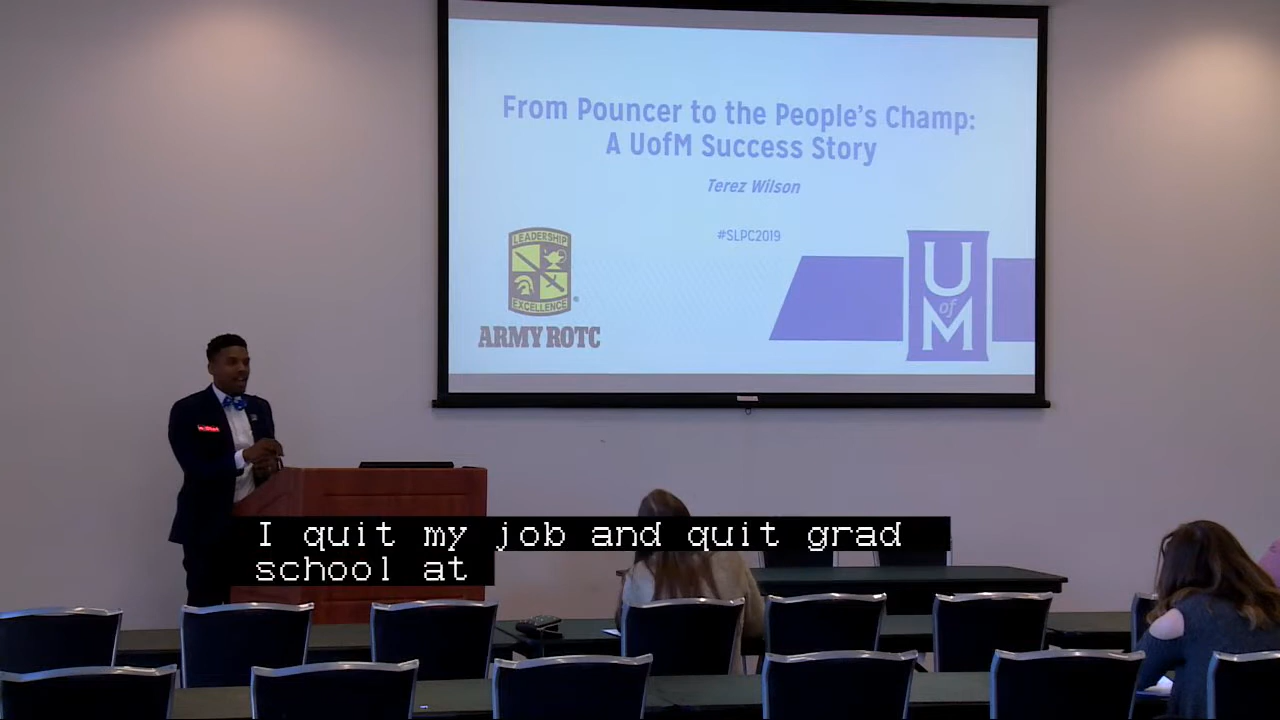 From Pouncer to the People's Champ:
A UofM Success Story
Terez Wilson
#SLPC2019
LEADERSHIP
EXCELLENCE
ARMY ROTC
U
of
M
I quit my job and quit grad
school at